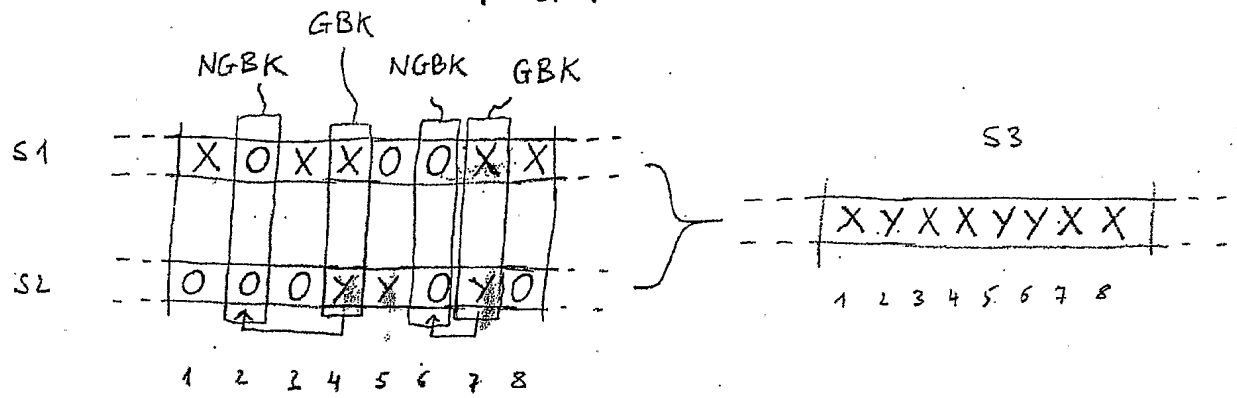 GBK
NGBK NGBK GBK
S1 X O X X O O X X
S3
X Y X X Y Y X X
S2 O O O Y Y O Y O
1 2 3 4 5 6 7 8
1 2 3 4 5 6 7 8